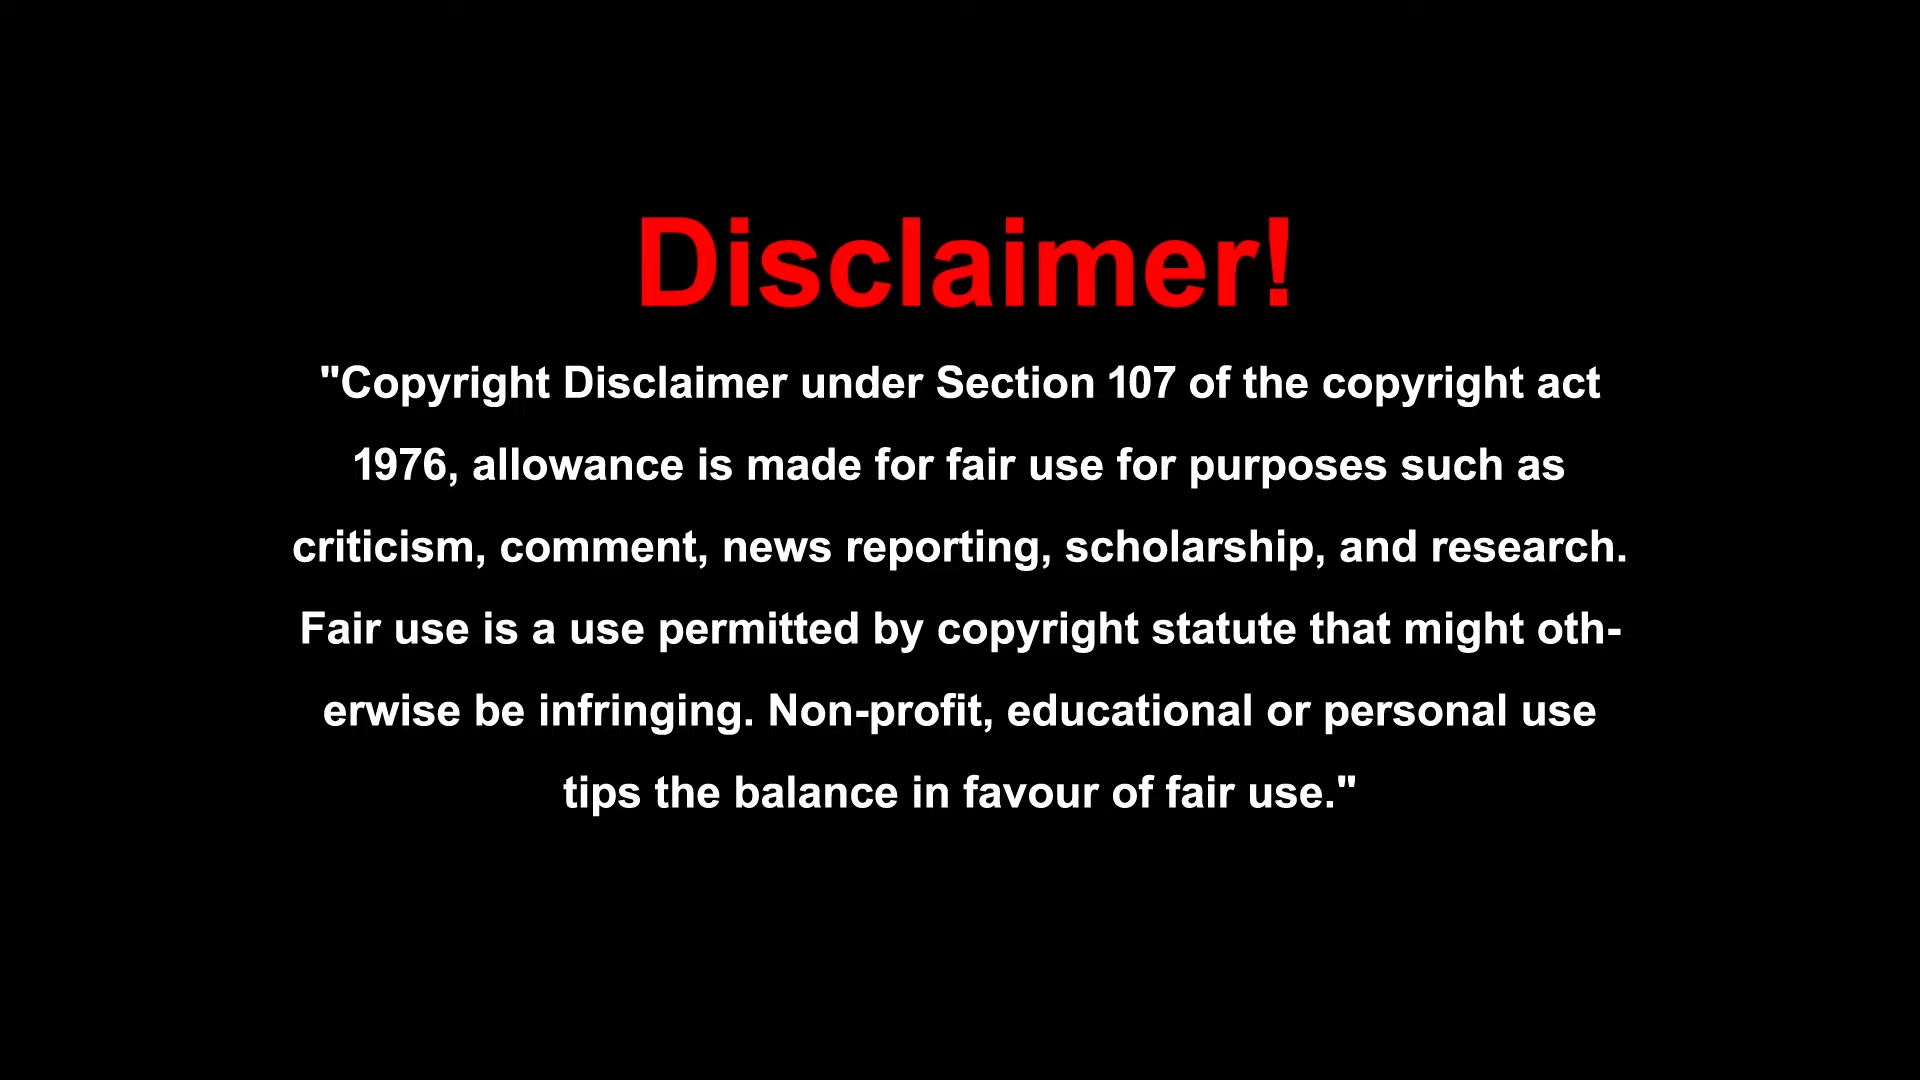 Disclaimer!
"Copyright Disclaimer under Section 107 of the copyright act
1976, allowance is made for fair use for purposes such as
criticism, comment, news reporting, scholarship, and research.
Fair use is a use permitted by copyright statute that might oth-
erwise be infringing. Non-profit, educational or personal use
tips the balance in favour of fair use."